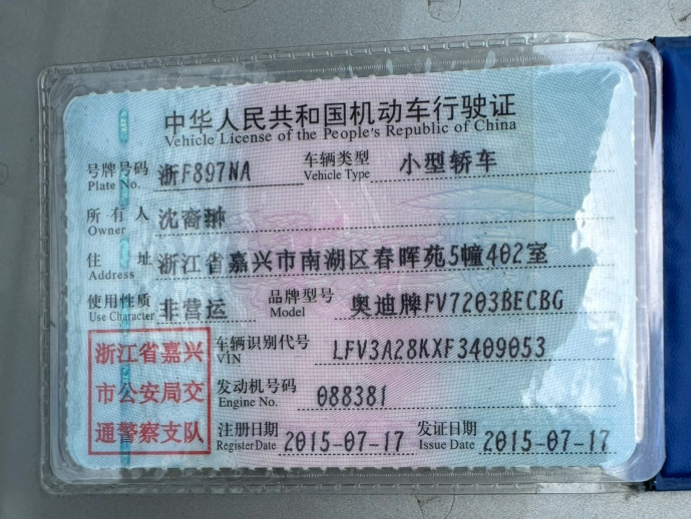 中华人民共和国机动车行驶证
Vehicle License of the People's Republic of China
号牌号码 浙F897NA 车辆类型 小型轿车
Plate No. Vehicle Type
所有人 沈裔翀
Owner
住址 浙江省嘉兴市南湖区春晖苑5幢402室
Address
使用性质 非营运 品牌型号 奥迪牌FV7203BECBG
Use Character Model
浙江省嘉兴 车辆识别代号 LFV3A28KXF3409053
VIN
市公安局交 发动机号码 088381
Engine No.
通警察支队 注册日期 2015-07-17 发证日期 2015-07-17
Register Date Issue Date